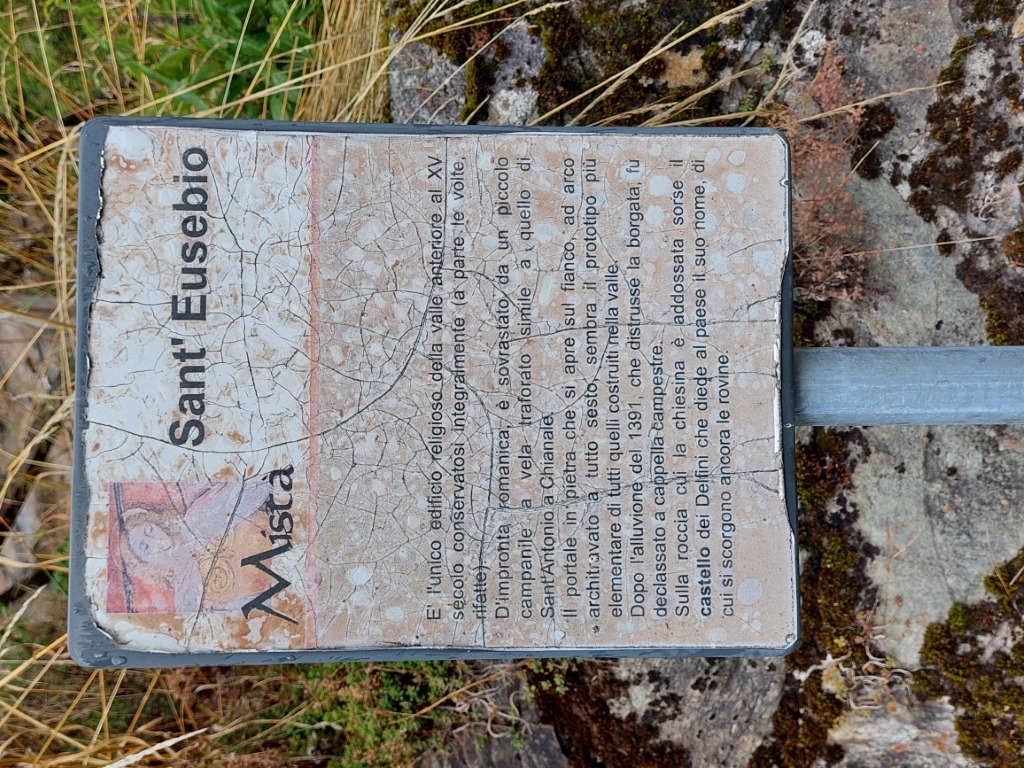 Mistà
Sant' Eusebio
E' l'unico edificio religioso della valle anteriore al XV
secolo conservatosi integralmente (a parte le volte,
rifatte)
D'impronta romanica, è sovrastato da un piccolo
campanile a vela traforato simile a quello di
Sant'Antonio a Chianale.
Il portale in pietra che si apre sul fianco, ad arco
architravato a tutto sesto, sembra il prototipo più
elementare di tutti quelli costruiti nella valle.
Dopo l'alluvione del 1391, che distrusse la borgata, fu
declassato a cappella campestre.
Sulla roccia cui la chiesina è addossata sorse il
castello dei Delfini che diede al paese il suo nome, di
cui si scorgono ancora le rovine.